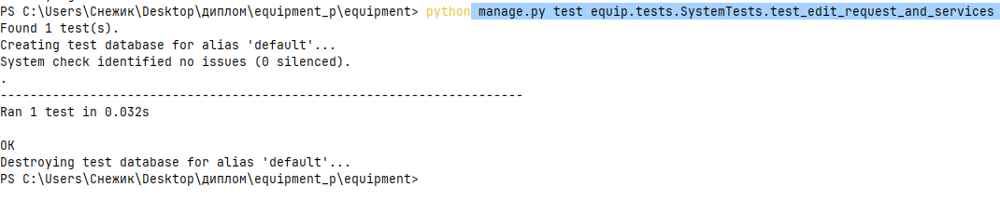 PS C:\Users\Снежик\Desktop\диплом\equipment_p\equipment> python manage.py test equip.tests.SystemTests.test_edit_request_and_services
Found 1 test(s).
Creating test database for alias 'default'...
System check identified no issues (0 silenced).
.
----------------------------------------------------------------------
Ran 1 test in 0.032s
OK
Destroying test database for alias 'default'...
PS C:\Users\Снежик\Desktop\диплом\equipment_p\equipment>